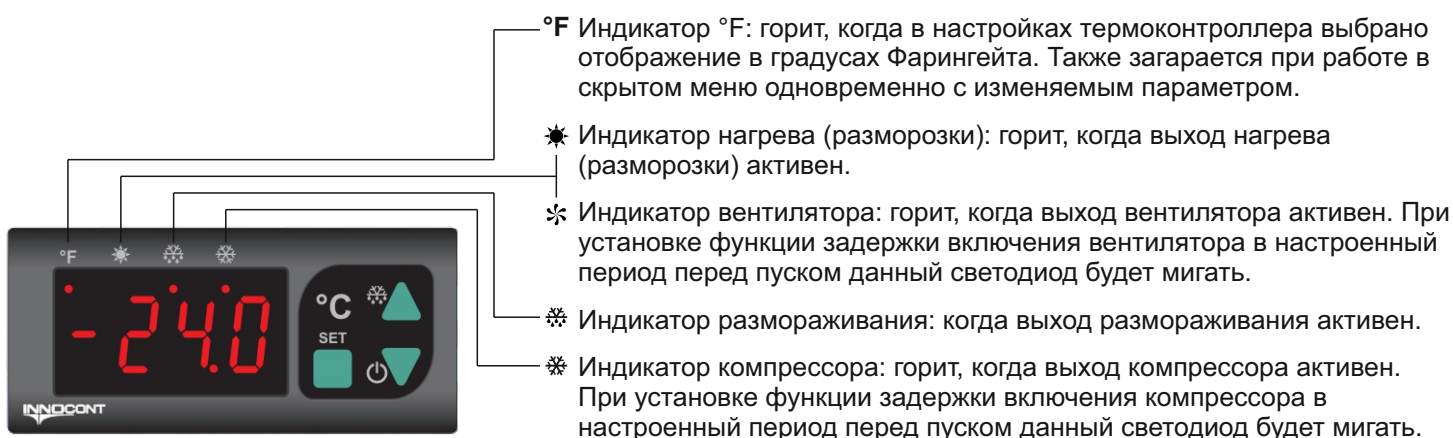 °F Индикатор °F: горит, когда в настройках термоконтроллера выбрано
отображение в градусах Фарингейта. Также загарается при работе в
скрытом меню одновременно с изменяемым параметром.
Индикатор нагрева (разморозки): горит, когда выход нагрева
(разморозки) активен.
Индикатор вентилятора: горит, когда выход вентилятора активен. При
установке функции задержки включения вентилятора в настроенный
период перед пуском данный светодиод будет мигать.
Индикатор размораживания: когда выход размораживания активен.
Индикатор компрессора: горит, когда выход компрессора активен.
При установке функции задержки включения компрессора в
настроенный период перед пуском данный светодиод будет мигать.
°F
-24.0
°C
SET
INNOCONT